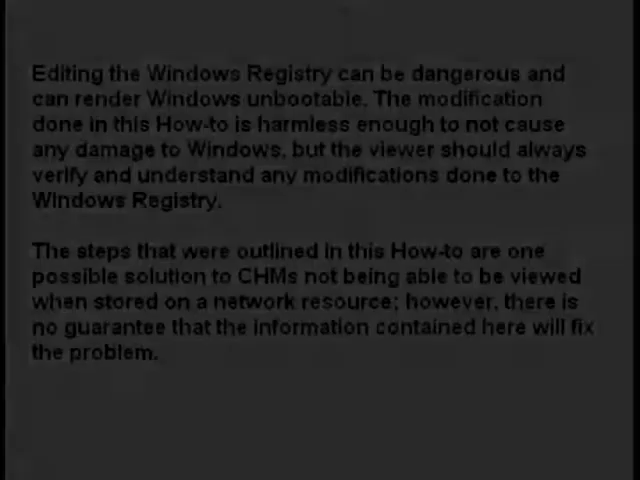 Editing the Windows Registry can be dangerous and
can render Windows unbootable. The modification
done in this How-to is harmless enough to not cause
any damage to Windows, but the viewer should always
verify and understand any modifications done to the
Windows Registry.
The steps that were outlined in this How-to are one
possible solution to CHMs not being able to be viewed
when stored on a network resource; however, there is
no guarantee that the information contained here will fix
the problem.